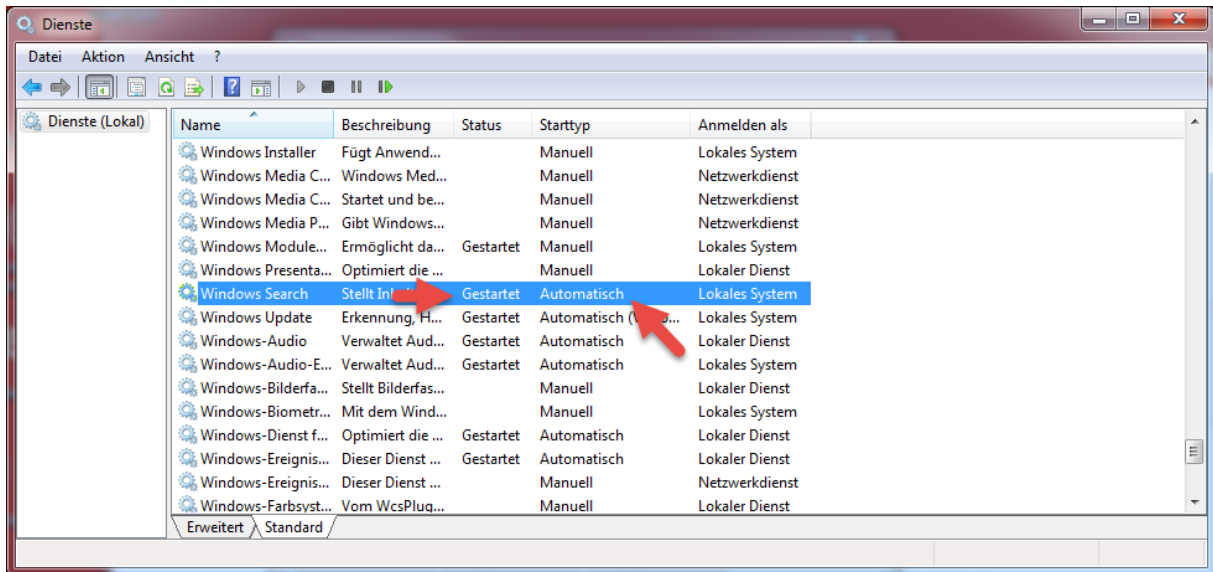 Dienste
Datei Aktion Ansicht ?
Dienste (Lokal)
Name Beschreibung Status Starttyp Anmelden als
Windows Installer Fügt Anwend... Manuell Lokales System
Windows Media C... Windows Med... Manuell Netzwerkdienst
Windows Media C... Startet und be... Manuell Netzwerkdienst
Windows Media P... Gibt Windows... Manuell Netzwerkdienst
Windows Module... Ermöglicht da... Gestartet Manuell Lokales System
Windows Presenta... Optimiert die ... Manuell Lokaler Dienst
Windows Search Stellt Gestartet Automatisch Lokales System
Windows Update Erkennung, H... Gestartet Automatisch Lokales System
Windows-Audio Verwaltet Aud... Gestartet Automatisch Lokaler Dienst
Windows-Audio-E... Verwaltet Aud... Gestartet Automatisch Lokales System
Windows-Bilderfa... Stellt Bilderfas... Manuell Lokaler Dienst
Windows-Biometr... Mit dem Wind... Manuell Lokales System
Windows-Dienst f... Optimiert die ... Gestartet Automatisch Lokaler Dienst
Windows-Ereignis... Dieser Dienst ... Gestartet Automatisch Lokaler Dienst
Windows-Ereignis... Dieser Dienst ... Manuell Netzwerkdienst
Windows-Farbsyst... Vom WcsPlug... Manuell Lokaler Dienst
Erweitert Standard